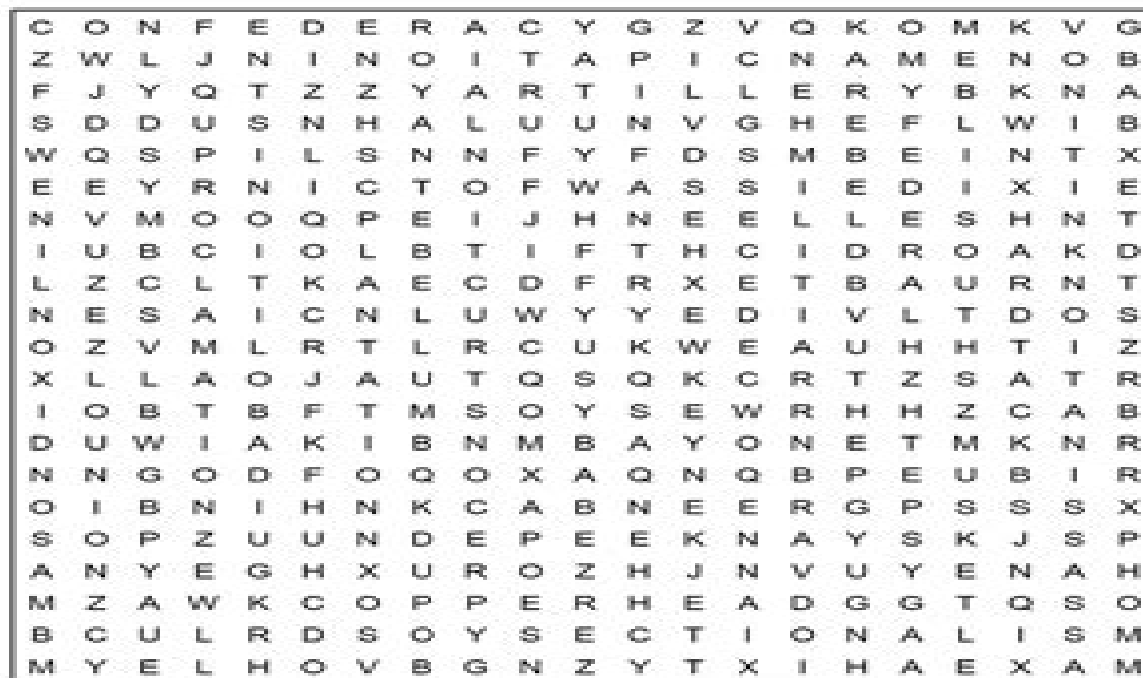 C O N F E D E R A C Y G Z V Q K O M K V G
Z W L J N I N O I T A P I C N A M E N O B
F J Y Q T Z Z Y A R T I L L E R Y B K N A
S D D U S N H A L U U N V G H E F L W I B
W Q S P I L S N N F Y F D S M B E I N T X
E E Y R N I C T O F W A S S I E D I X I E
N V M O O Q P E I J H N E E L L E S H N T
I U B C I O L B T I F T H C I D R O A K D
L Z C L T K A E C D F R X E T B A U R N T
N E S A I C N L U W Y Y E D I V L T D O S
O Z V M L R T L R C U K W E A U H H T I Z
X L L A O J A U T Q S Q K C R T Z S A T R
I O B T B F T M S O Y S E W R H H Z C A B
D U W I A K I B N M B A Y O N E T M K N R
N N G O D F O Q O X A Q N Q B P E U B I R
O I B N I H N K C A B N E E R G P S S S X
S O P Z U U N D E P E E K N A Y S K J S P
A N Y E G H X U R O Z H J N V U Y E N A H
M Z A W K C O P P E R H E A D G G T Q S O
B C U L R D S O Y S E C T I O N A L I S M
M Y E L H O V B G N Z Y T X I H A E X A M